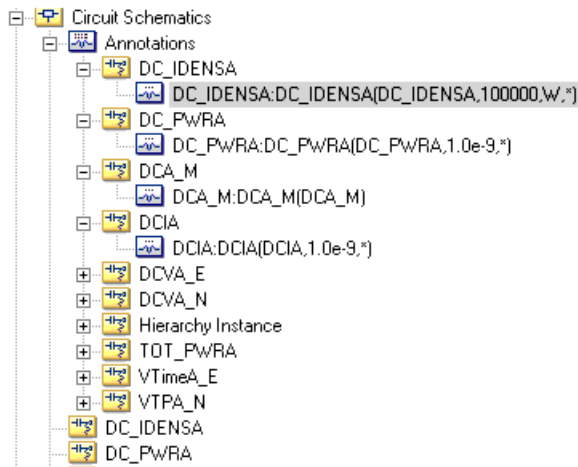 Circuit Schematics
Annotations
DC_IDENSA
DC_IDENSA:DC_IDENSA(DC_IDENSA,100000,W,*)
DC_PWRA
DC_PWRA:DC_PWRA(DC_PWRA,1.0e-9,*)
DCA_M
DCA_M:DCA_M(DCA_M)
DCIA
DCIA:DCIA(DCIA,1.0e-9,*)
DCVA_E
DCVA_N
Hierarchy Instance
TOT_PWRA
VTimeA_E
VTPA_N
DC_IDENSA
DC_PWRA